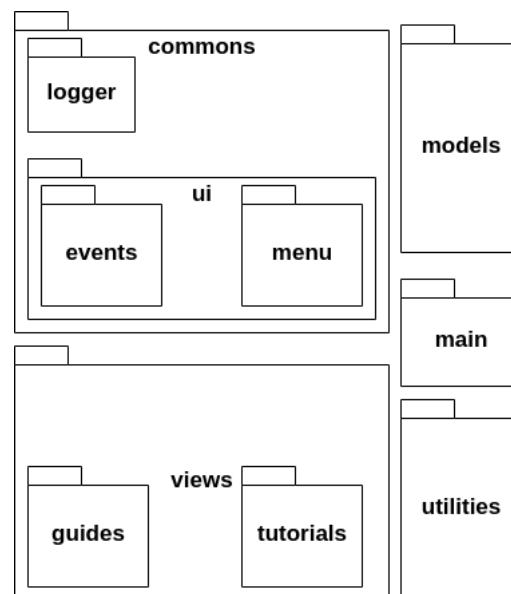 commons
logger
models
ui
events
menu
main
views
utilities
guides
tutorials